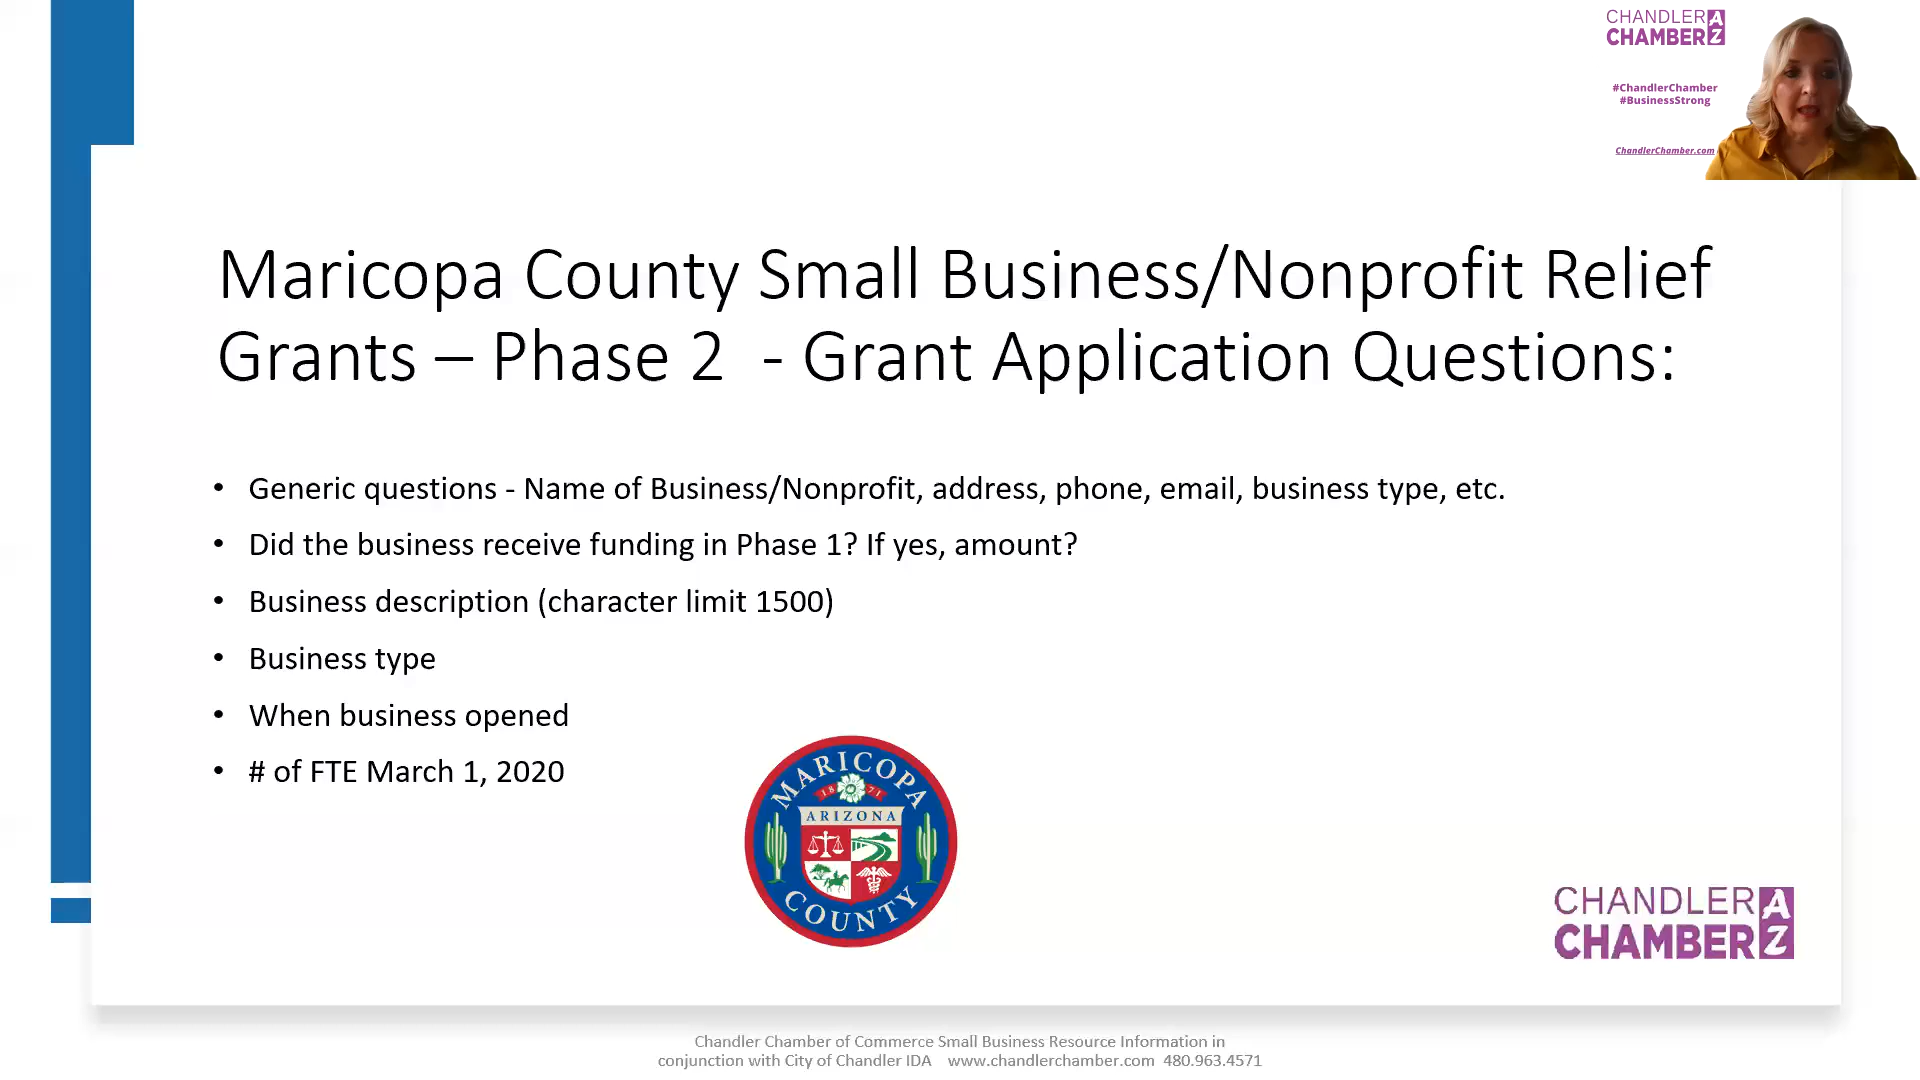 CHANDLER AZ
CHAMBER
#ChandlerChamber
#BusinessStrong
ChandlerChamber.com
Maricopa County Small Business/Nonprofit Relief
Grants – Phase 2 - Grant Application Questions:
• Generic questions - Name of Business/Nonprofit, address, phone, email, business type, etc.
• Did the business receive funding in Phase 1? If yes, amount?
• Business description (character limit 1500)
• Business type
• When business opened
• # of FTE March 1, 2020
MARICOPA
1871
ARIZONA
COUNTY
CHANDLER AZ
CHAMBER
Chandler Chamber of Commerce Small Business Resource Information in
conjunction with City of Chandler IDA www.chandlerchamber.com 480.963.4571